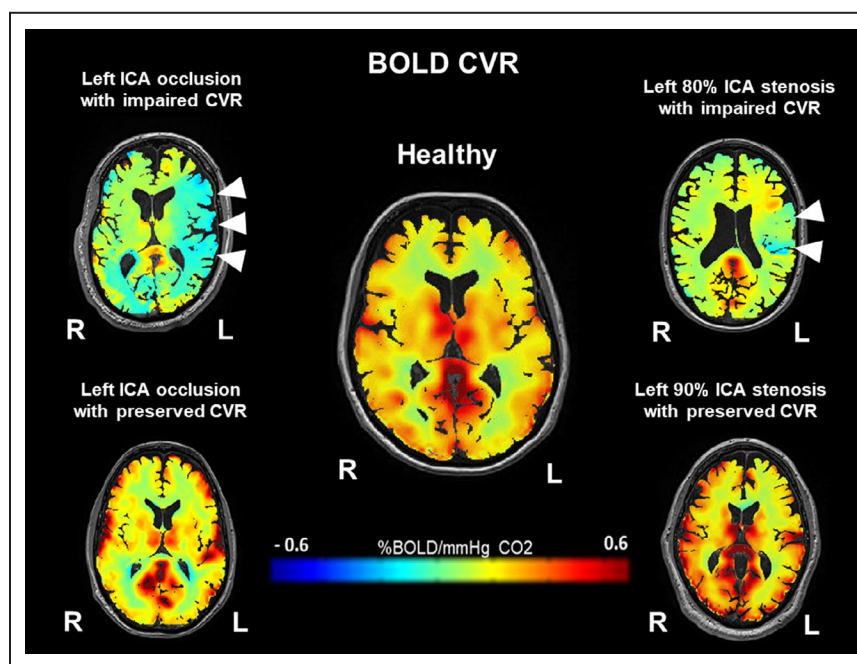 BOLD CVR
Left ICA occlusion
with impaired CVR
R L
Healthy
R L
Left 80% ICA stenosis
with impaired CVR
R L
Left ICA occlusion
with preserved CVR
R L
Left 90% ICA stenosis
with preserved CVR
R L
- 0.6 %BOLD/mmHg CO2 0.6